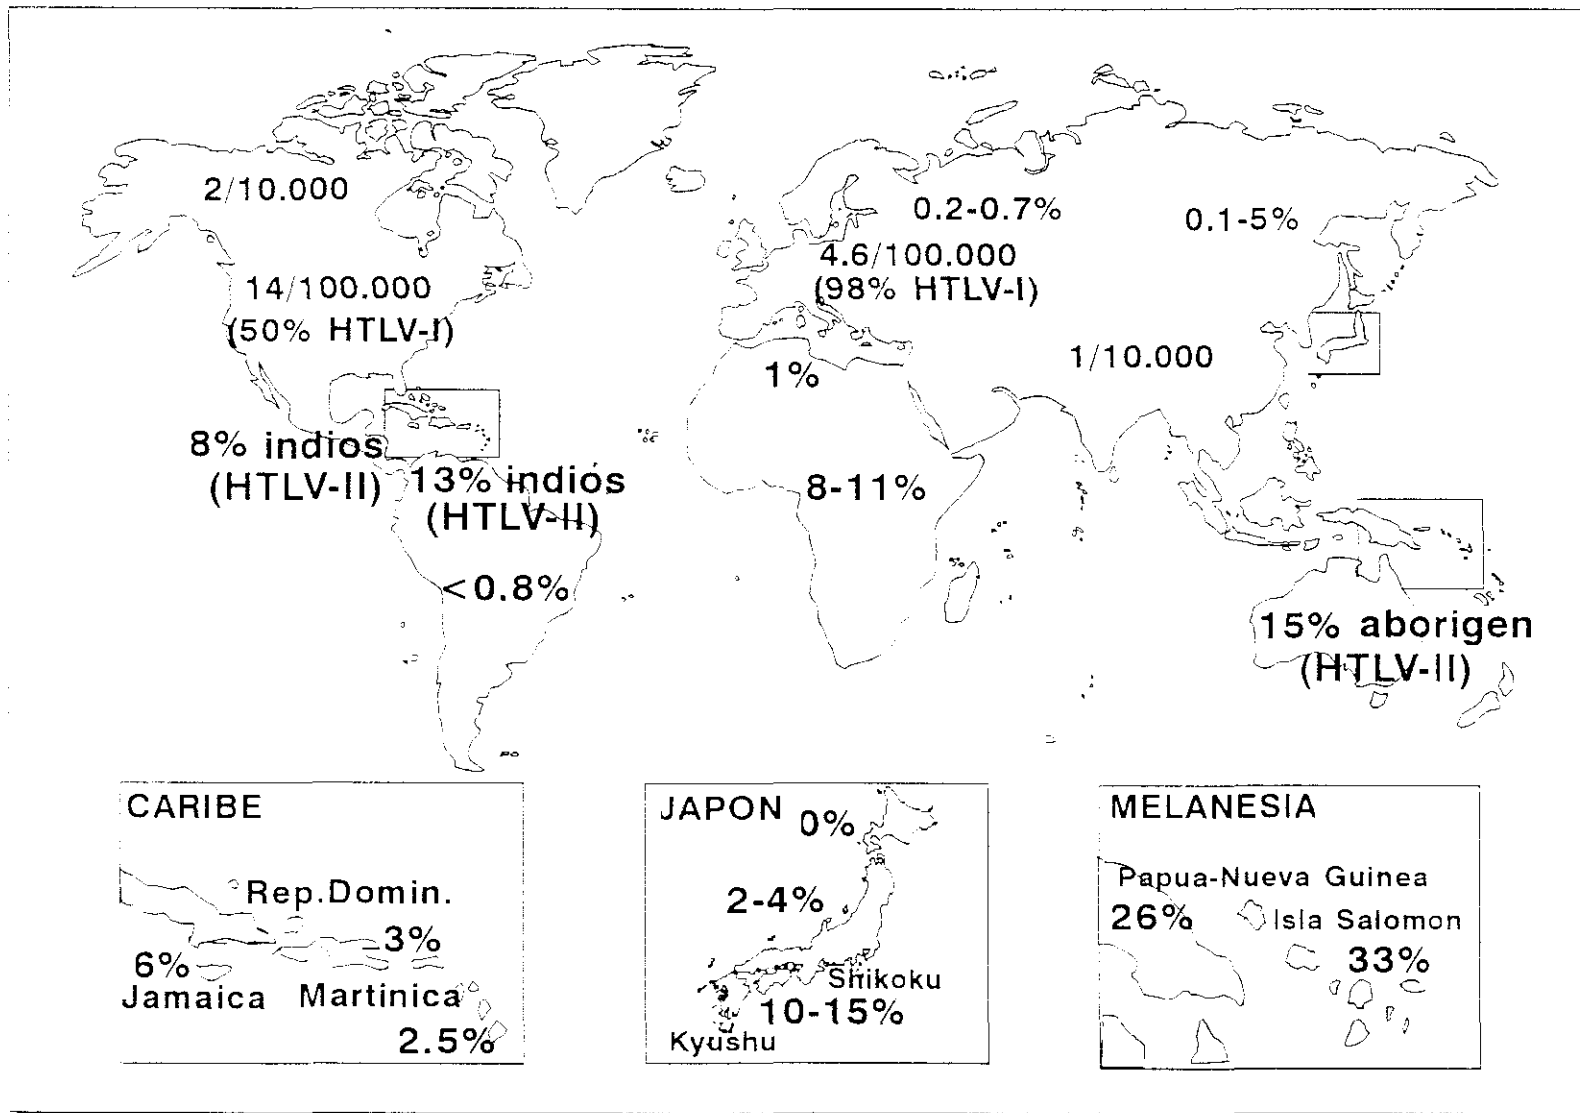 2/10.000
0.2-0.7%
0.1-5%
4.6/100.000
(98% HTLV-I)
14/100.000
(50% HTLV-I)
1/10.000
1%
8% indios
(HTLV-II)
13% indios
(HTLV-II)
8-11%
<0.8%
15% aborigen
(HTLV-II)
CARIBE
Rep.Domin.
3%
6%
Jamaica
Martinica
2.5%
JAPON
0%
2-4%
Shikoku
10-15%
Kyushu
MELANESIA
Papua-Nueva Guinea
26%
Isla Salomon
33%